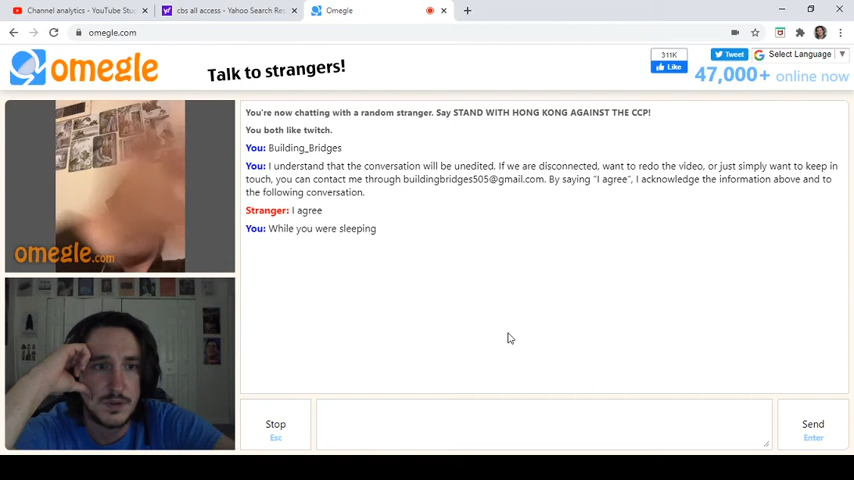 Channel analytics - YouTube Stu
cbs all access - Yahoo Search Res
Omegle
omegle.com
omegle
Talk to strangers!
311K
Like
Tweet
Select Language
47,000+ online now
You're now chatting with a random stranger. Say STAND WITH HONG KONG AGAINST THE CCP!
You both like twitch.
You: Building_Bridges
You: I understand that the conversation will be unedited. If we are disconnected, want to redo the video, or just simply want to keep in
touch, you can contact me through buildingbridges505@gmail.com. By saying "I agree", I acknowledge the information above and to
the following conversation.
Stranger: I agree
You: While you were sleeping
omegle.com
Stop
Esc
Send
Enter